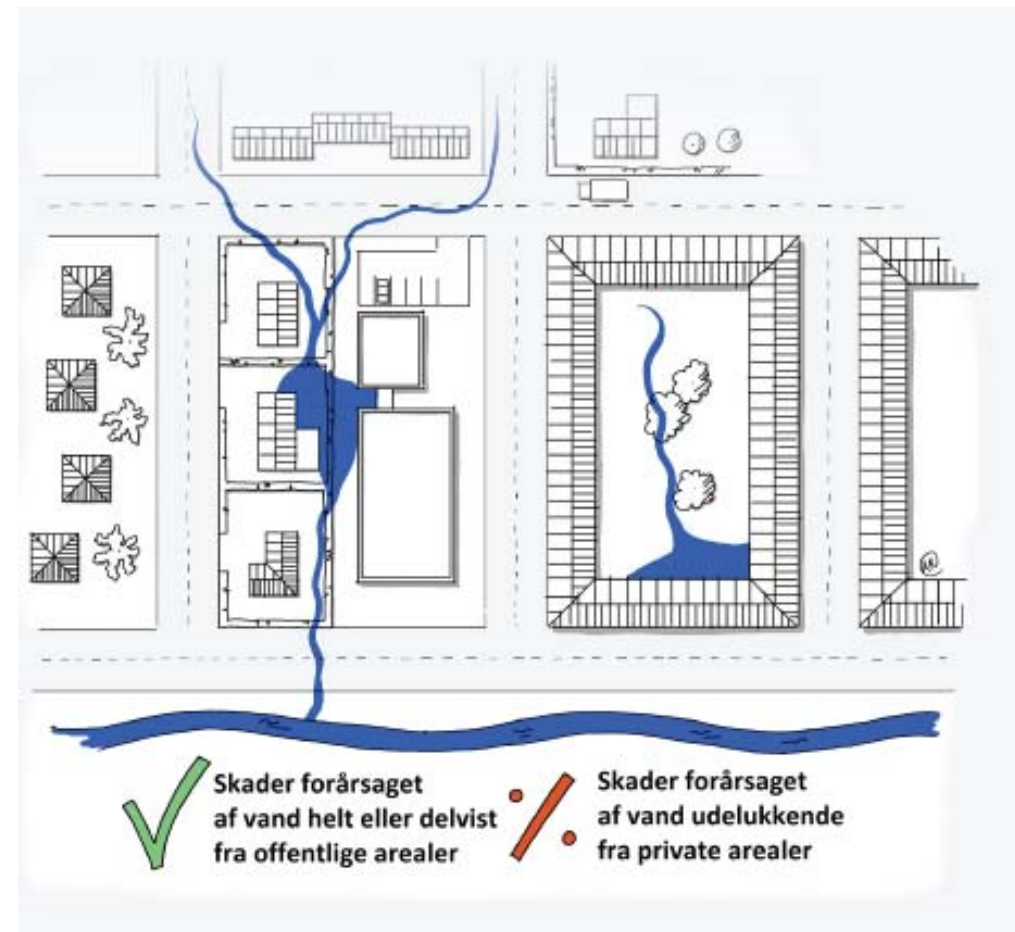 Skader forårsaget
af vand helt eller delvist
fra offentlige arealer
Skader forårsaget
af vand udelukkende
fra private arealer